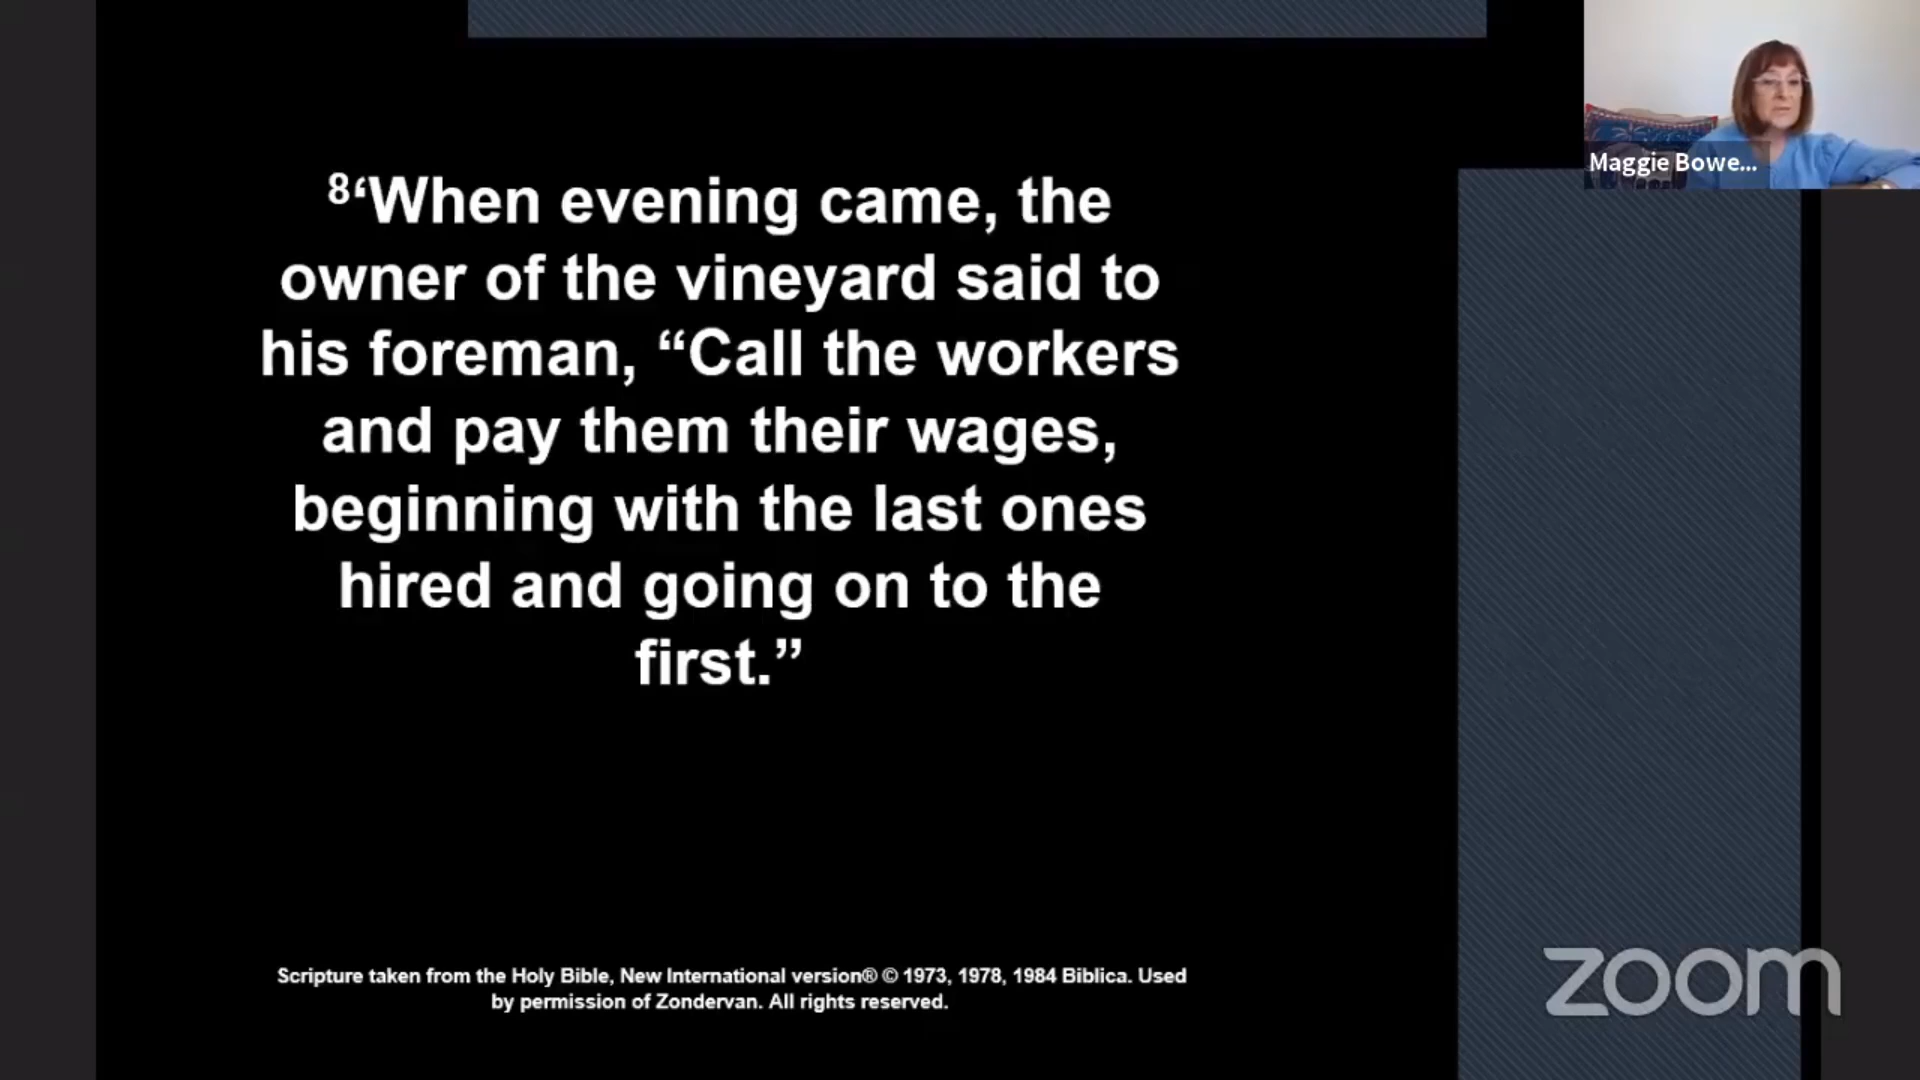 Maggie Bowe...
8‘When evening came, the
owner of the vineyard said to
his foreman, “Call the workers
and pay them their wages,
beginning with the last ones
hired and going on to the
first.”
Scripture taken from the Holy Bible, New International version® © 1973, 1978, 1984 Biblica. Used
by permission of Zondervan. All rights reserved.
zoom